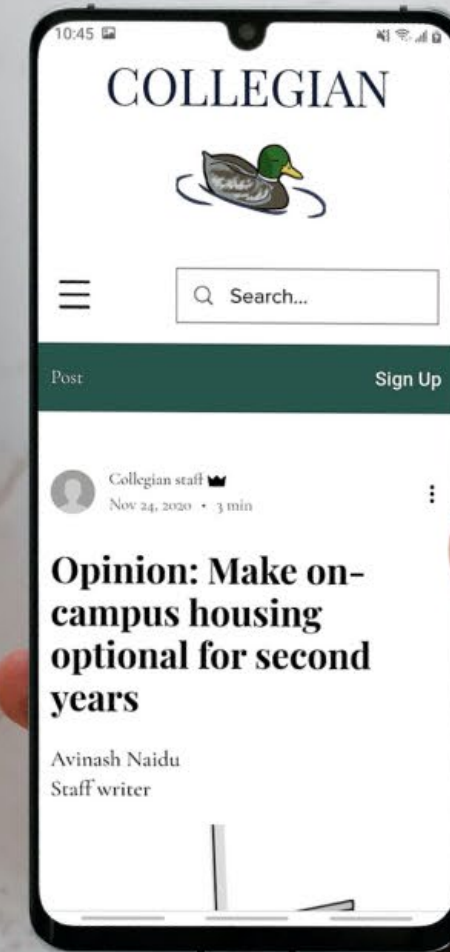 10:45
COLLEGIAN
Search...
Post
Sign Up
Collegian staff
Nov 24, 2020 • 3 min
Opinion: Make on-
campus housing
optional for second
years
Avinash Naidu
Staff writer